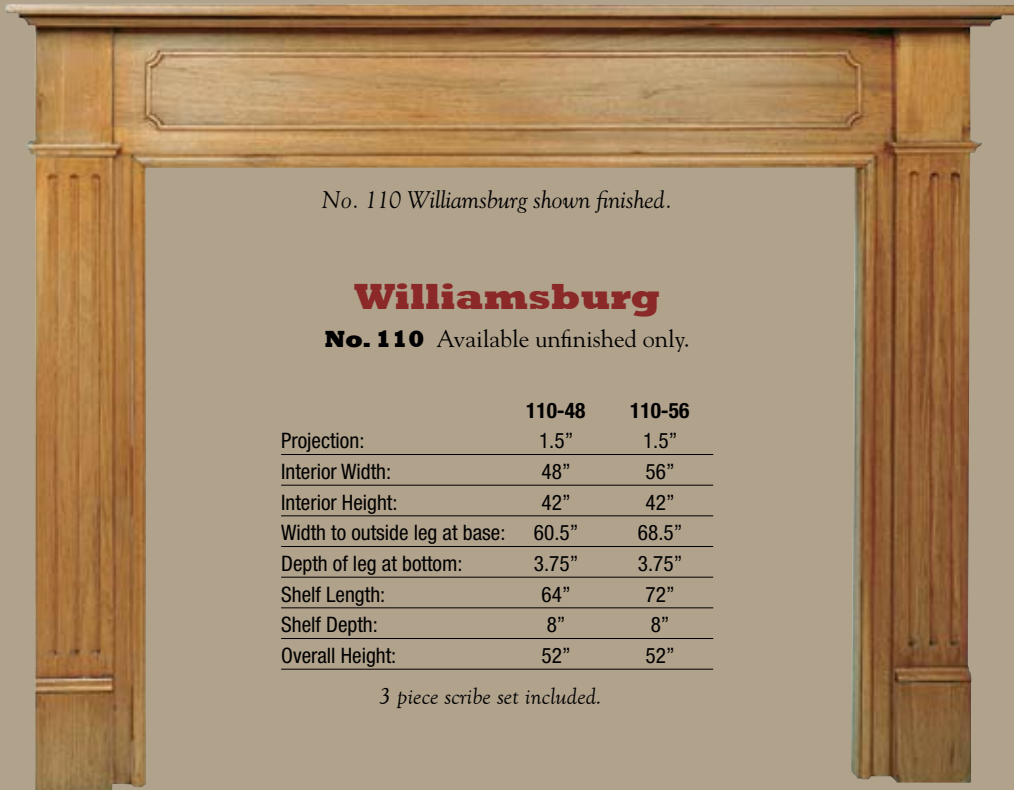 No. 110 Williamsburg shown finished.
Williamsburg
No. 110 Available unfinished only.
110-48 110-56
Projection: 1.5” 1.5”
Interior Width: 48” 56”
Interior Height: 42” 42”
Width to outside leg at base: 60.5” 68.5”
Depth of leg at bottom: 3.75” 3.75”
Shelf Length: 64” 72”
Shelf Depth: 8” 8”
Overall Height: 52” 52”
3 piece scribe set included.